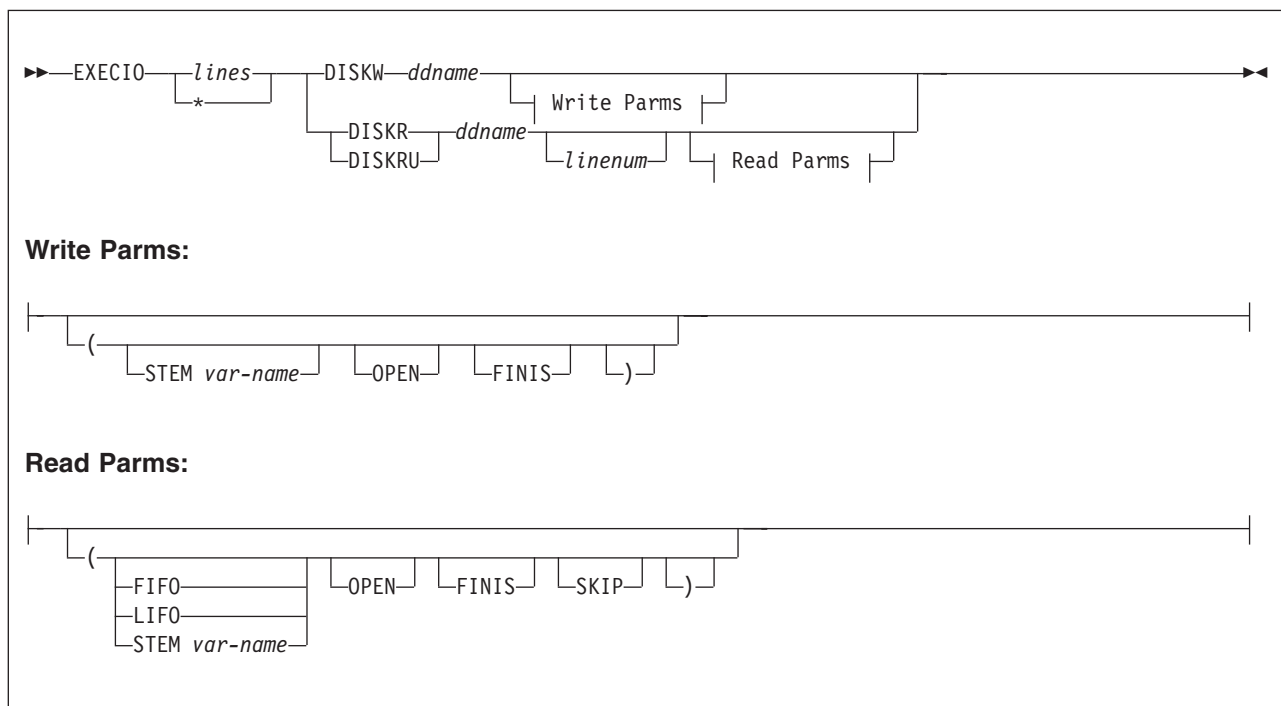 EXECIO lines DISKW ddname
* Write Parms
DISKR ddname
DISKRU linenum Read Parms
Write Parms:
(
STEM var-name OPEN FINIS )
Read Parms:
(
FIFO OPEN FINIS SKIP )
LIFO
STEM var-name